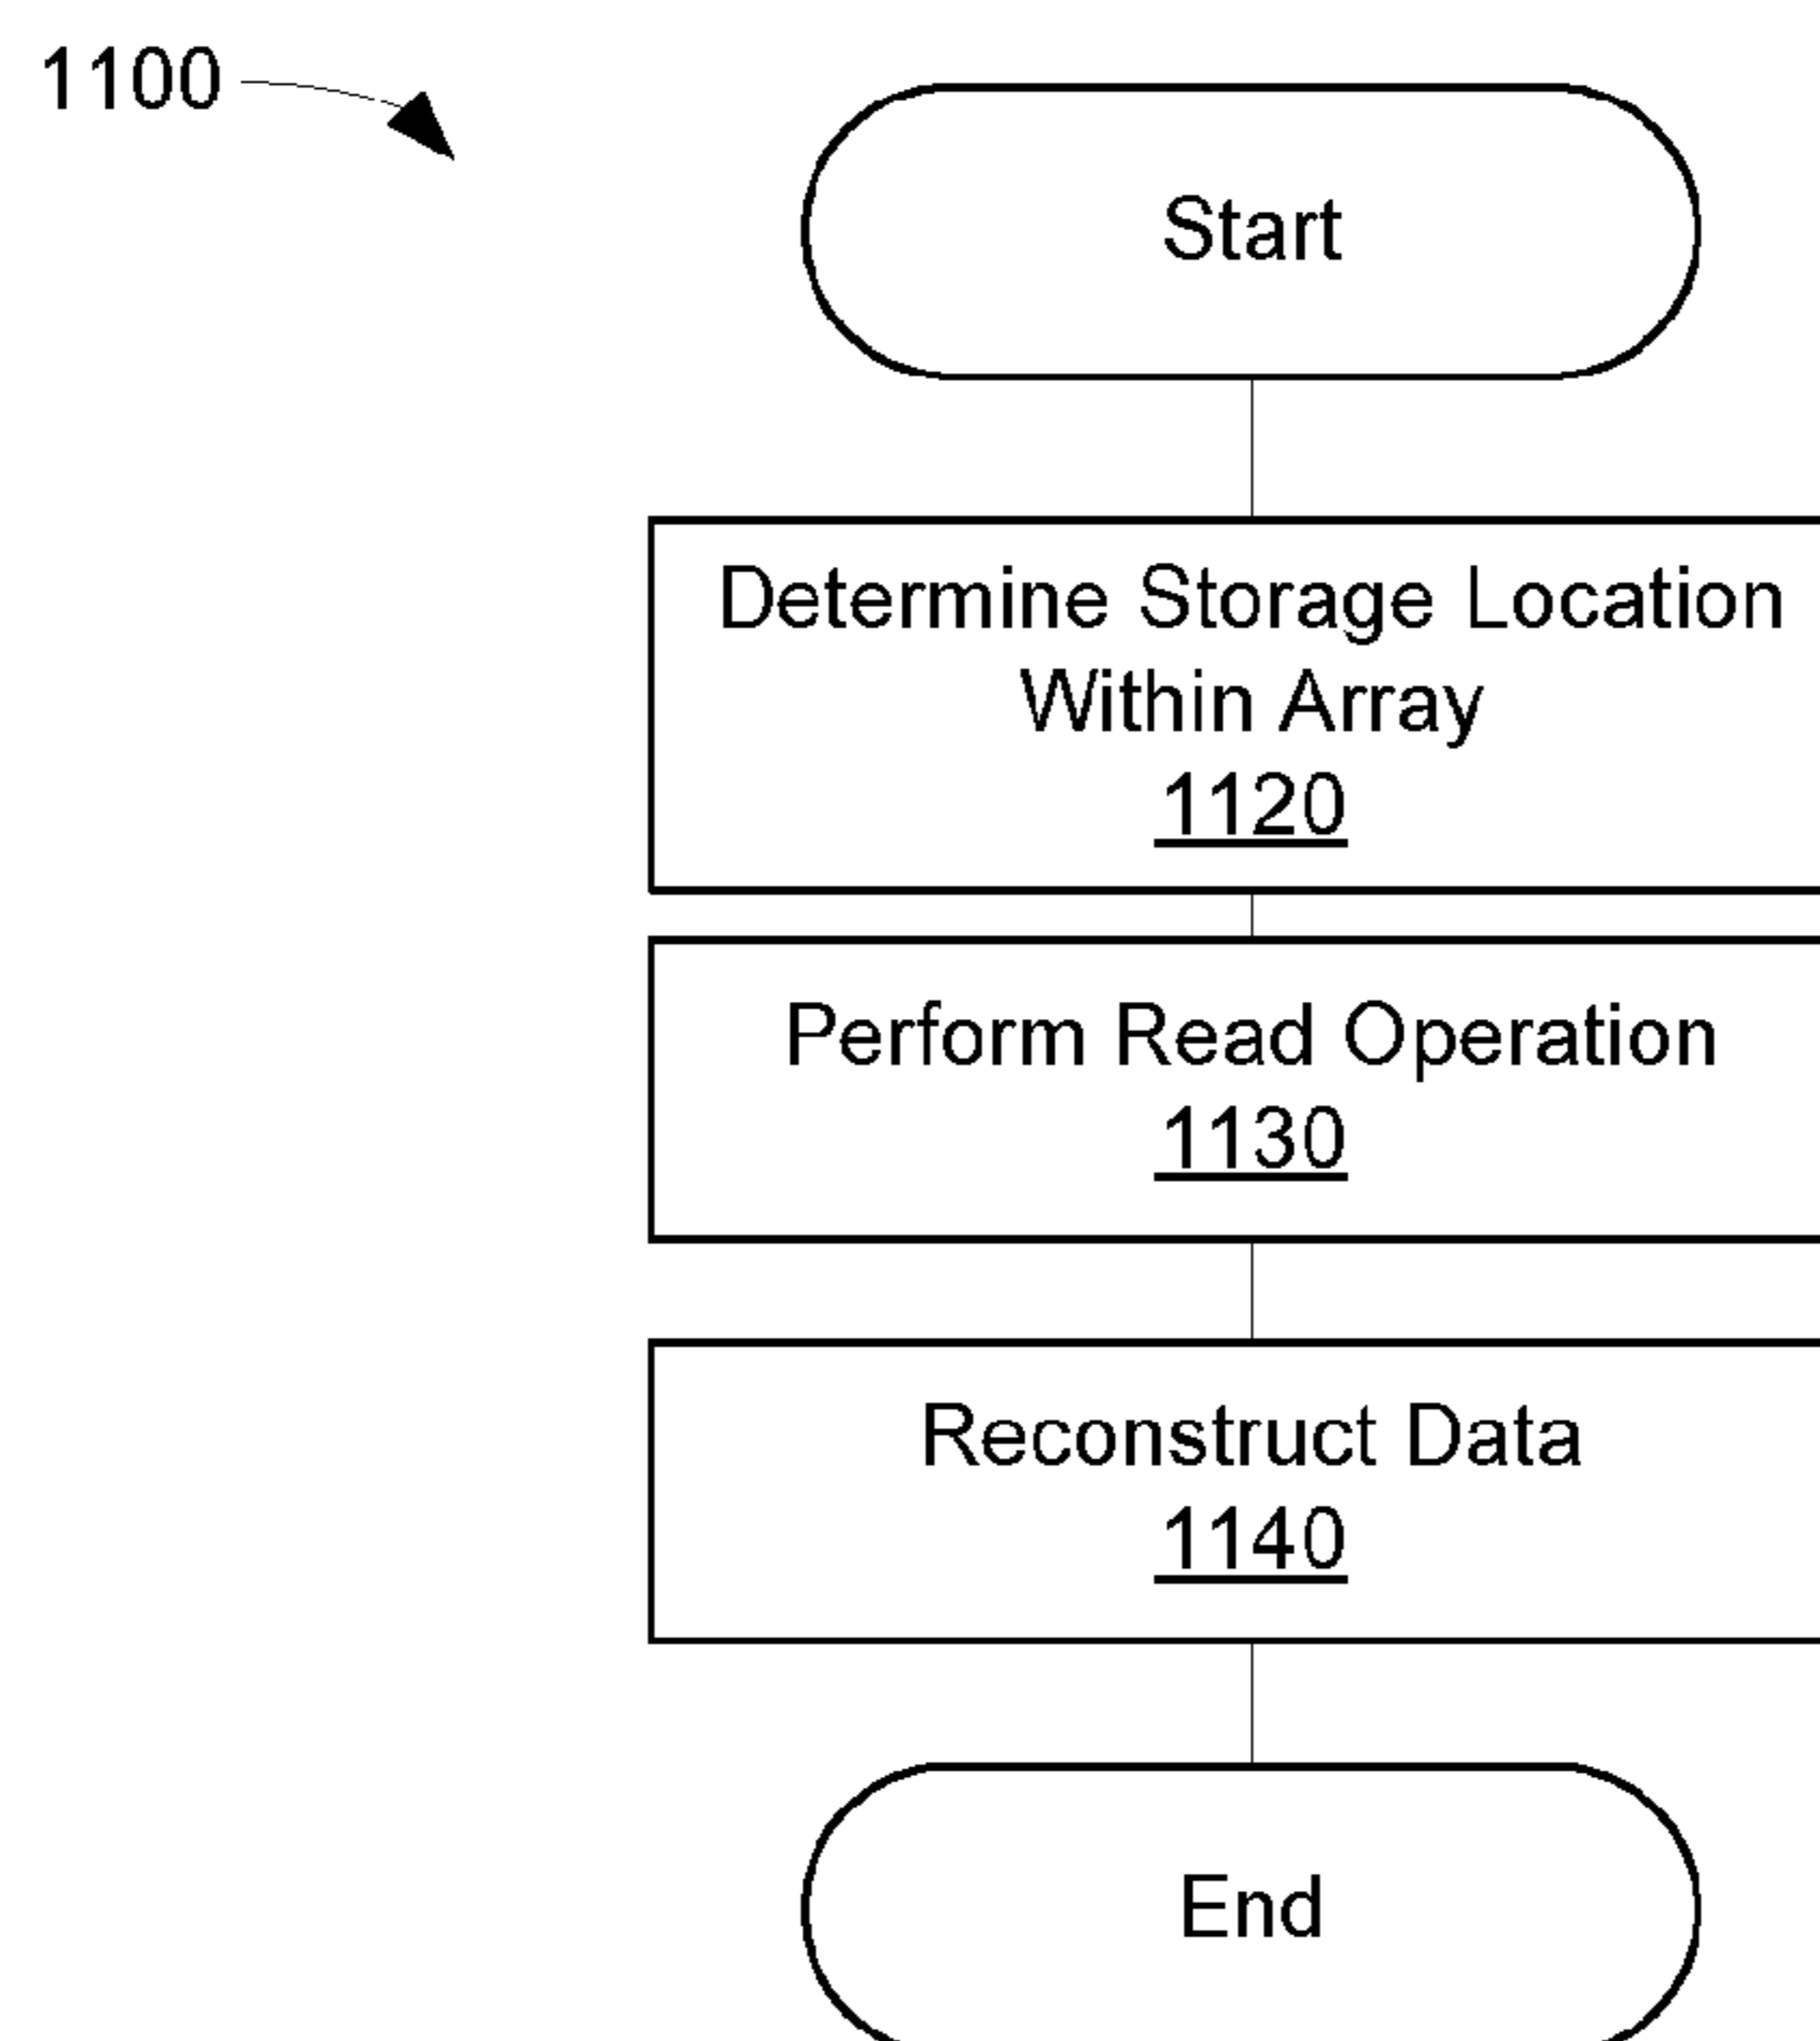 1100
Start
Determine Storage Location
Within Array
1120
Perform Read Operation
1130
Reconstruct Data
1140
End